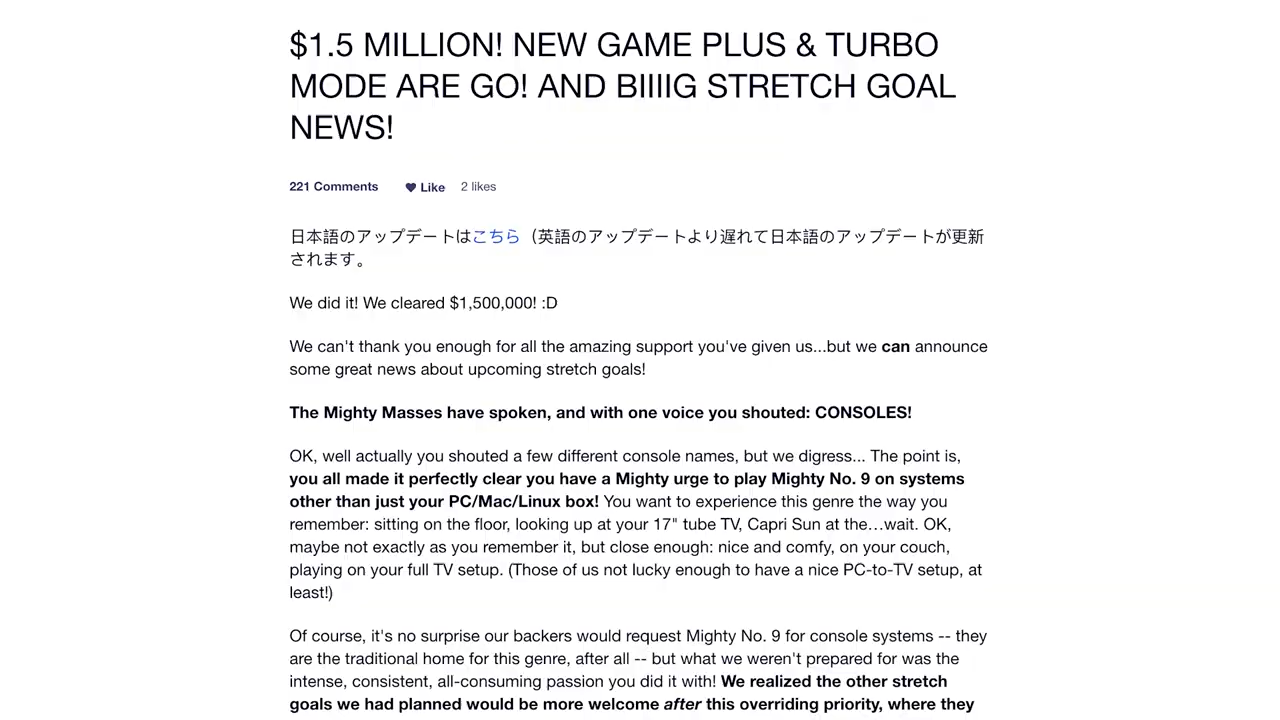 $1.5 MILLION! NEW GAME PLUS & TURBO
MODE ARE GO! AND BIIIIG STRETCH GOAL
NEWS!
221 Comments Like 2 likes
日本語のアップデートはこちら（英語のアップデートより遅れて日本語のアップデートが更新
されます。
We did it! We cleared $1,500,000! :D
We can't thank you enough for all the amazing support you've given us...but we can announce
some great news about upcoming stretch goals!
The Mighty Masses have spoken, and with one voice you shouted: CONSOLES!
OK, well actually you shouted a few different console names, but we digress... The point is,
you all made it perfectly clear you have a Mighty urge to play Mighty No. 9 on systems
other than just your PC/Mac/Linux box! You want to experience this genre the way you
remember: sitting on the floor, looking up at your 17" tube TV, Capri Sun at the…wait. OK,
maybe not exactly as you remember it, but close enough: nice and comfy, on your couch,
playing on your full TV setup. (Those of us not lucky enough to have a nice PC-to-TV setup, at
least!)
Of course, it's no surprise our backers would request Mighty No. 9 for console systems -- they
are the traditional home for this genre, after all -- but what we weren't prepared for was the
intense, consistent, all-consuming passion you did it with! We realized the other stretch
goals we had planned would be more welcome after this overriding priority, where they